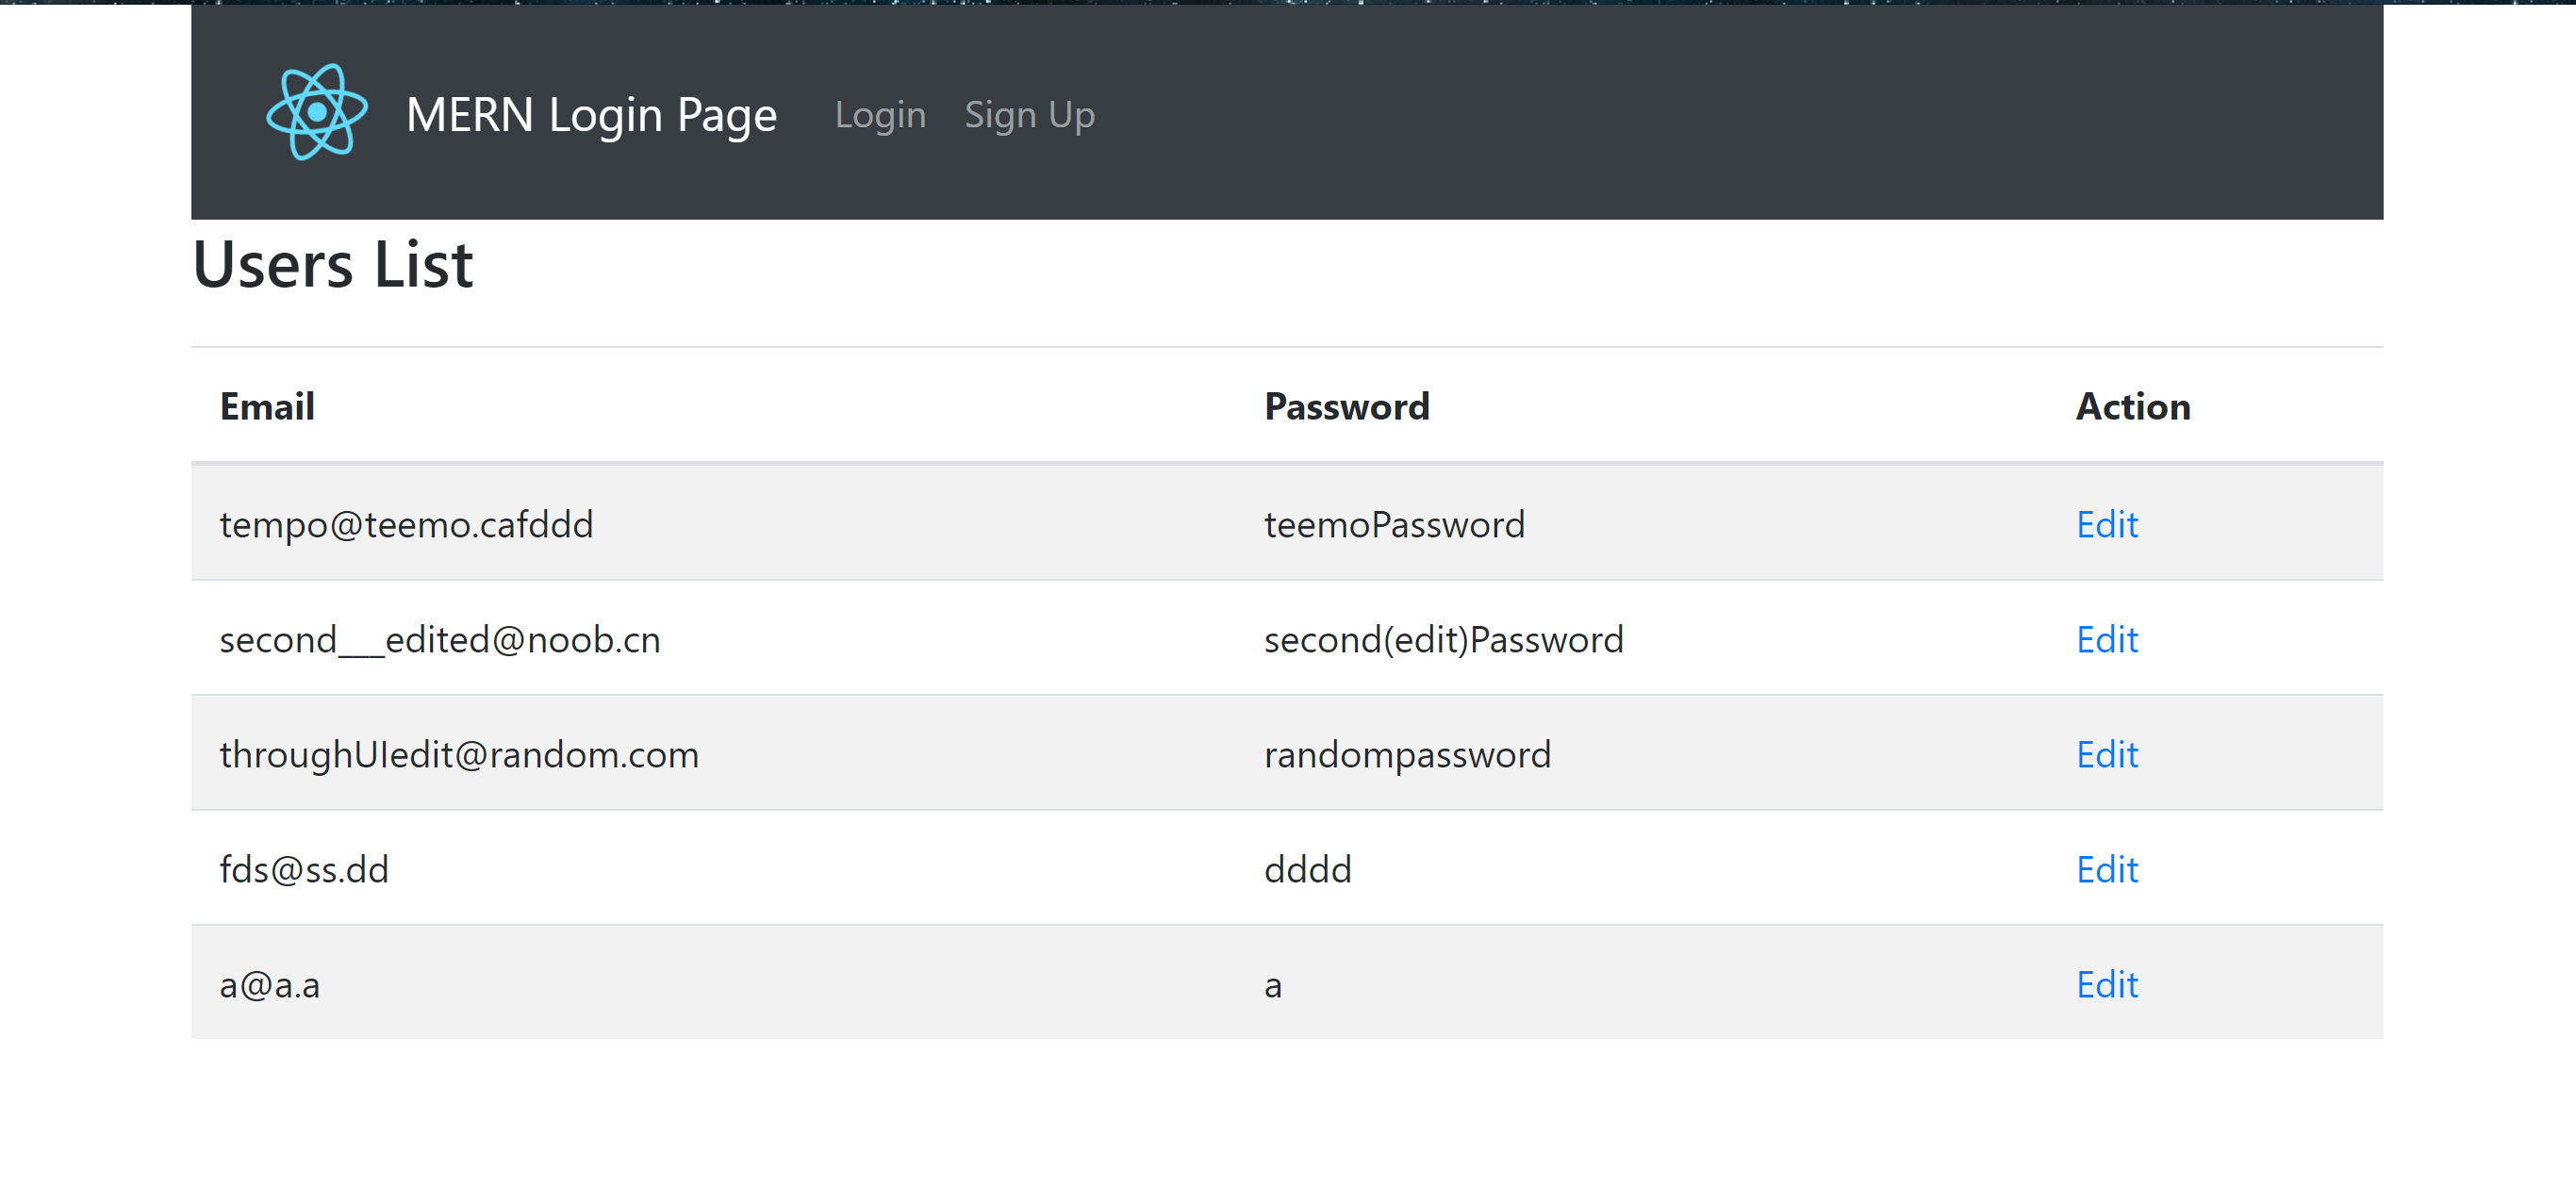 MERN Login Page Login Sign Up
Users List
Email Password Action
tempo@teemo.cafddd teemoPassword Edit
second___edited@noob.cn second(edit)Password Edit
throughUIedit@random.com randompassword Edit
fds@ss.dd dddd Edit
a@a.a a Edit